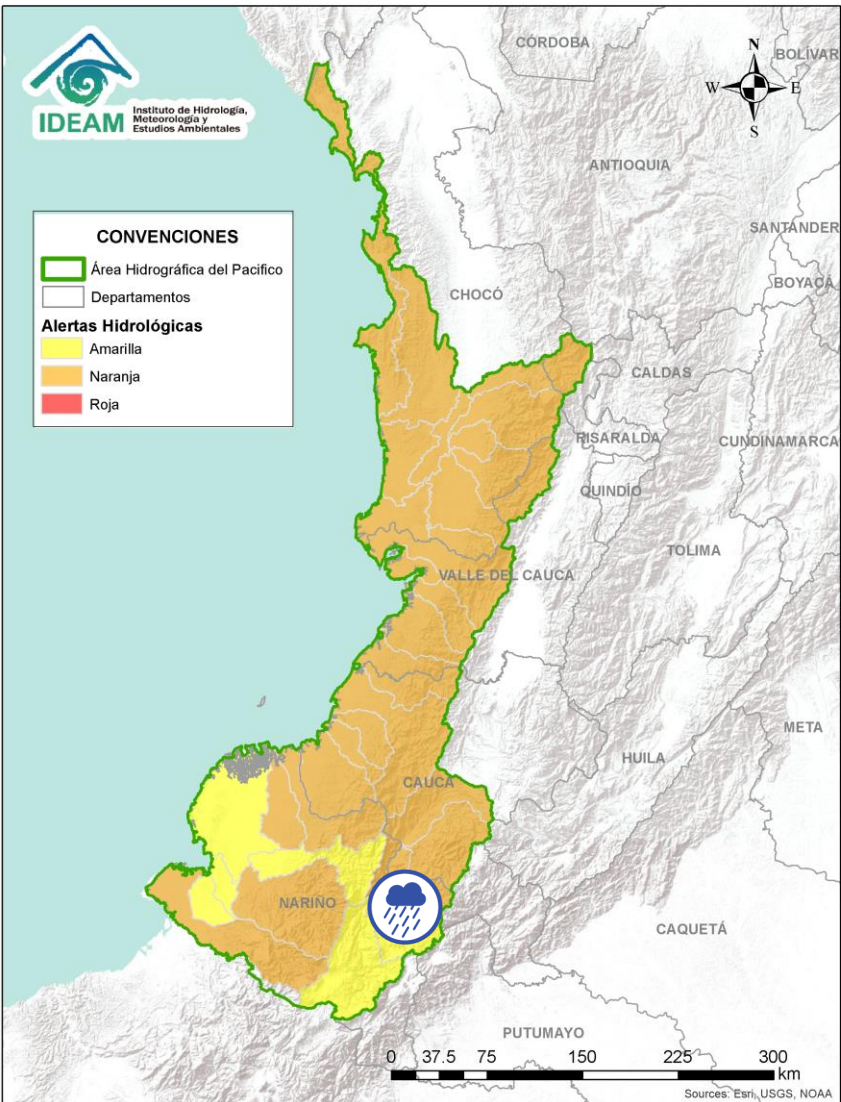 IDEAM
Instituto de Hidrología,
Meteorología y
Estudios Ambientales
CÓRDOBA
BOLÍVAR
N
W E
S
ANTIOQUIA
SANTANDER
BOYACÁ
CONVENCIONES
Área Hidrográfica del Pacifico
Departamentos
Alertas Hidrológicas
Amarilla
Naranja
Roja
CHOCÓ
CALDAS
RISARALDA
CUNDINAMARCA
QUINDÍO
TOLIMA
VALLE DEL CAUCA
META
HUILA
CAUCA
NARIÑO
CAQUETÁ
PUTUMAYO
0 37.5 75 150 225 300
km
Sources: Esri, USGS, NOAA